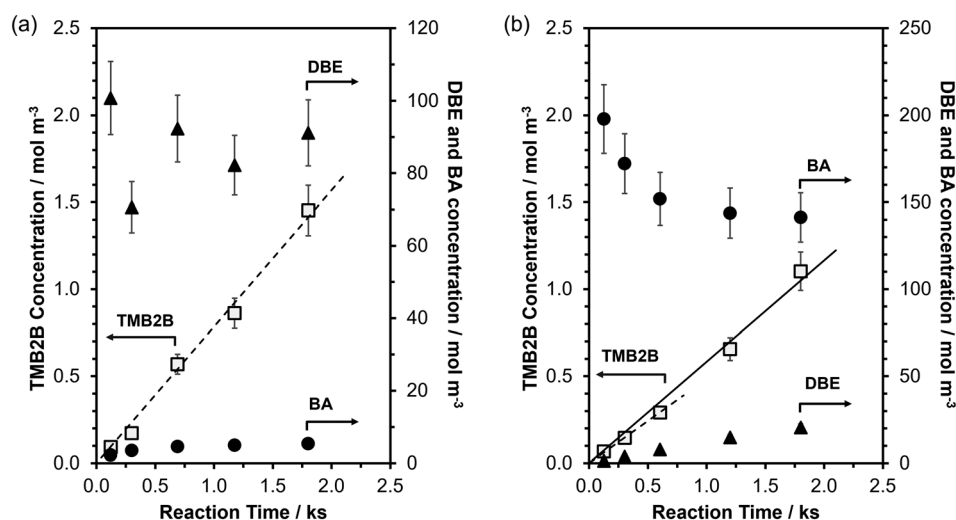 (a)
TMB2B Concentration / mol m-3
2.5
2.0
1.5
1.0
0.5
0.0
0.0 0.5 1.0 1.5 2.0 2.5
Reaction Time / ks
120
100
80
60
40
20
0
DBE and BA concentration / mol m-3
DBE
TMB2B
BA
(b)
TMB2B Concentration / mol m-3
2.5
2.0
1.5
1.0
0.5
0.0
0.0 0.5 1.0 1.5 2.0 2.5
Reaction Time / ks
250
200
150
100
50
0
DBE and BA concentration / mol m-3
BA
TMB2B
DBE